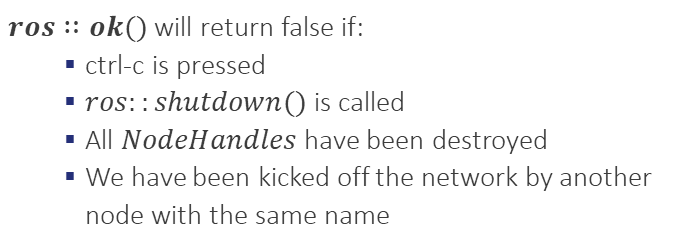 ros :: ok() will return false if:
▪ ctrl-c is pressed
▪ ros::shutdown() is called
▪ All NodeHandles have been destroyed
▪ We have been kicked off the network by another
node with the same name